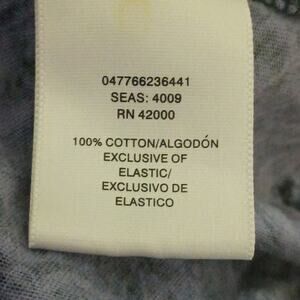 047766236441
SEAS: 4009
RN 42000
100% COTTON/ALGODÓN
EXCLUSIVE OF
ELASTIC/
EXCLUSIVO DE
ELASTICO